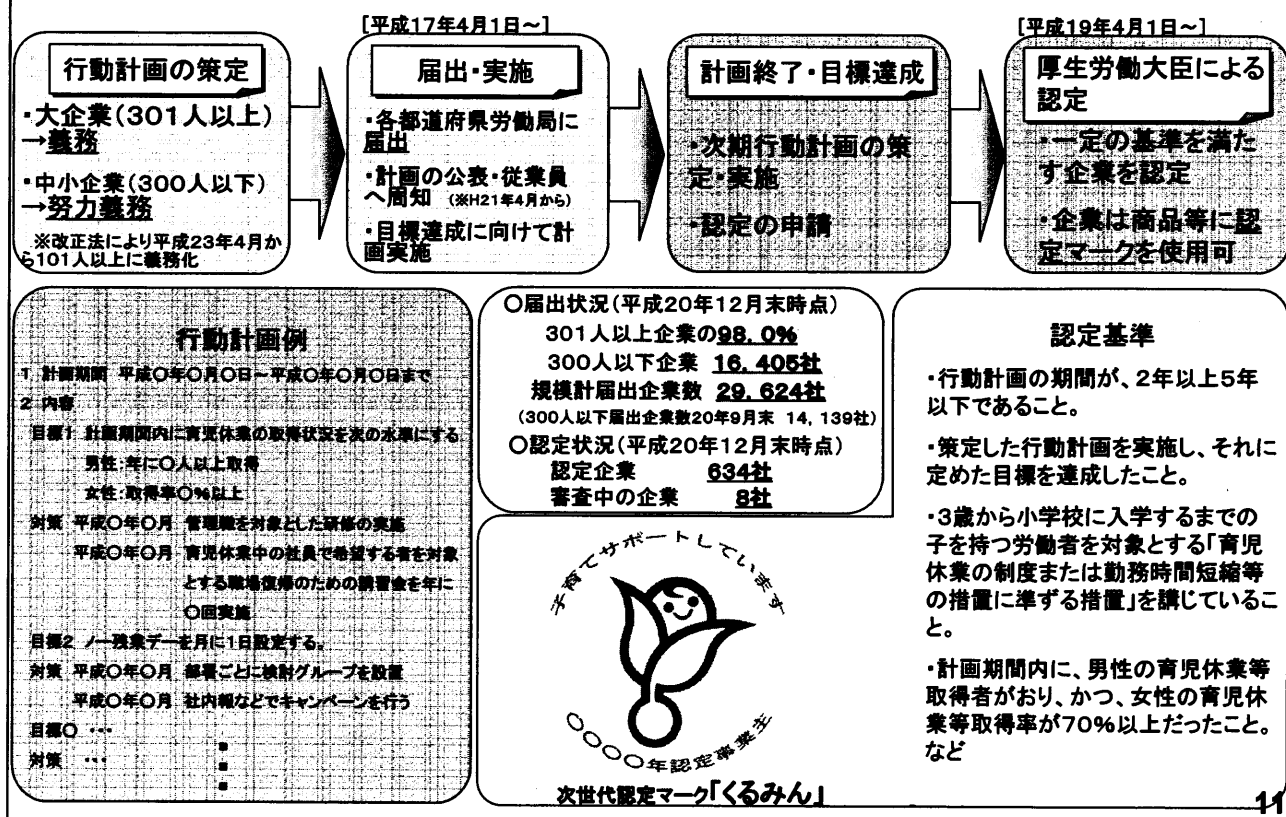 [平成17年4月1日～]
[平成19年4月1日～]
行動計画の策定
・大企業(301人以上)
→義務
・中小企業(300人以下)
→努力義務
※改正法により平成23年4月か
ら101人以上に義務化
届出・実施
・各都道府県労働局に
届出
・計画の公表・従業員
へ周知 (※H21年4月から)
・目標達成に向けて計
画実施
計画終了・目標達成
・次期行動計画の策
定・実施
・認定の申請
厚生労働大臣による
認定
・一定の基準を満た
す企業を認定
・企業は商品等に認
定マークを使用可
行動計画例
1 計画期間 平成〇年〇月〇日～平成〇年〇月〇日まで
2 内容
目標1 計画期間内に育児休業の取得状況を次の水準にする
男性:年に〇人以上取得
女性:取得率〇%以上
対策 平成〇年〇月 管理職を対象とした研修の実施
平成〇年〇月 育児休業中の社員で希望する者を対象
とする職場復帰のための講習会を年に
〇回実施
目標2 ノー残業デーを月に1日設定する。
対策 平成〇年〇月 部署ごとに検討グループを設置
平成〇年〇月 社内報などでキャンペーンを行う
目標〇 ・・・
対策 ・・・
〇届出状況(平成20年12月末時点)
301人以上企業の98.0%
300人以下企業 16,405社
規模計届出企業数 29,624社
(300人以下届出企業数20年9月末 14,139社)
〇認定状況(平成20年12月末時点)
認定企業 634社
審査中の企業 8社
子育てサポートしています
〇〇〇〇年認定事業主
次世代認定マーク「くるみん」
認定基準
・行動計画の期間が、2年以上5年
以下であること。
・策定した行動計画を実施し、それに
定めた目標を達成したこと。
・3歳から小学校に入学するまでの
子を持つ労働者を対象とする「育児
休業の制度または勤務時間短縮等
の措置に準ずる措置」を講じているこ
と。
・計画期間内に、男性の育児休業等
取得者がおり、かつ、女性の育児休
業等取得率が70%以上だったこと。
など
11